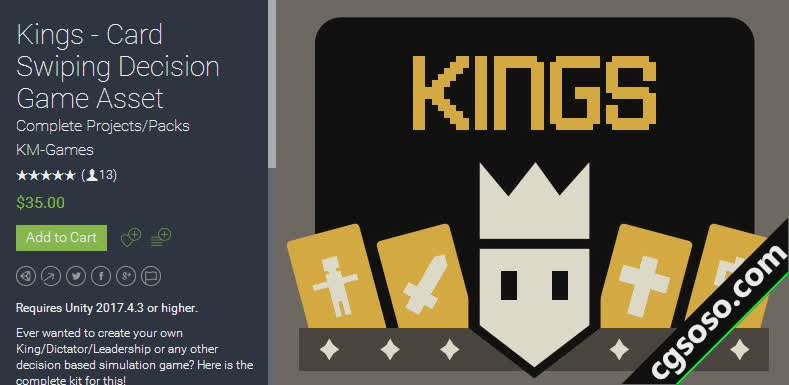 Kings - Card
Swiping Decision
Game Asset
Complete Projects/Packs
KM-Games
★★★★★ (13)
$35.00
Add to Cart
Requires Unity 2017.4.3 or higher.
Ever wanted to create your own
King/Dictator/Leadership or any other
decision based simulation game? Here is the
complete kit for this!
KINGS
cgsoso.com